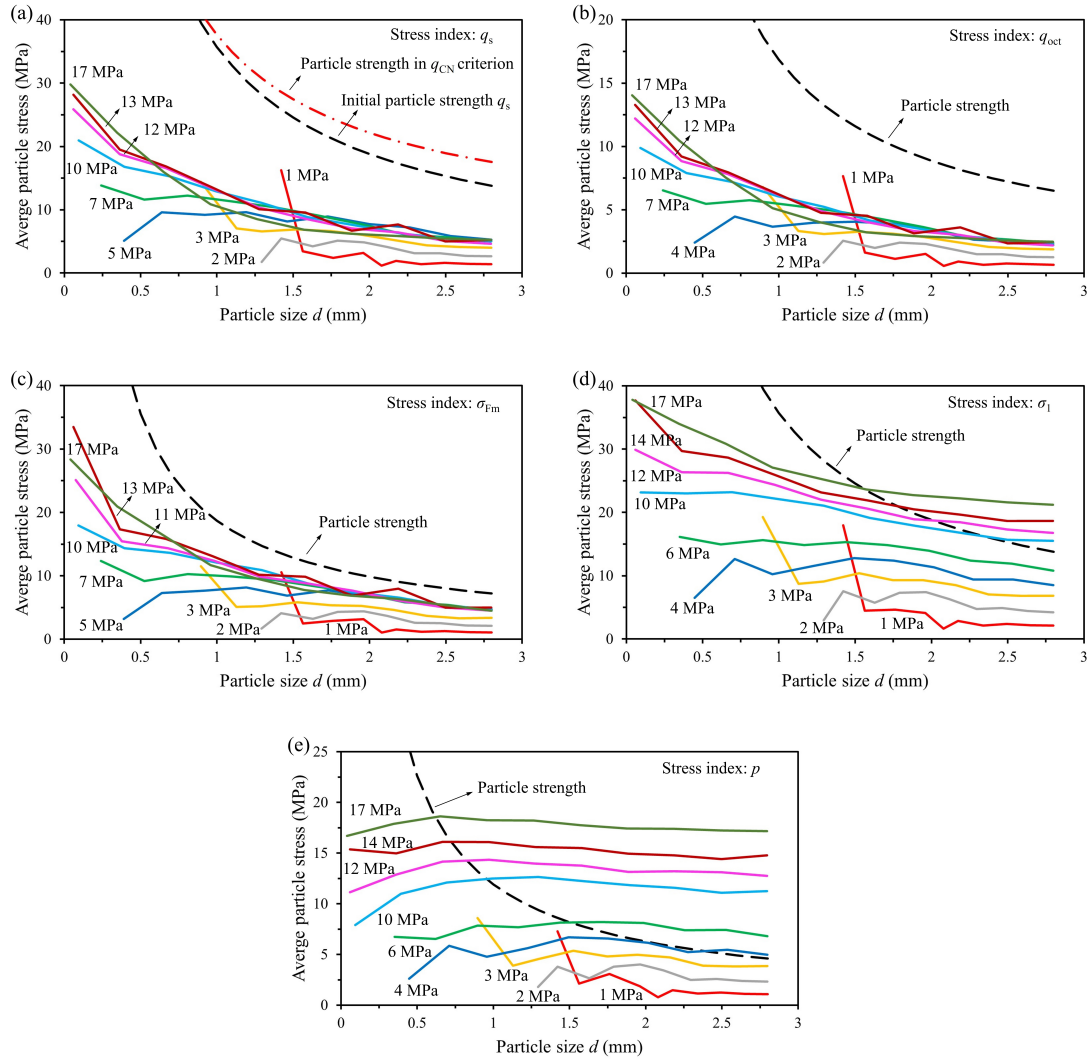 (a)
Stress index: qs
Particle strength in qCN criterion
Initial particle strength qs
17 MPa
13 MPa
12 MPa
10 MPa
7 MPa
5 MPa
3 MPa
2 MPa
1 MPa
40
30
20
10
0
0 0.5 1 1.5 2 2.5 3
Averge particle stress (MPa)
Particle size d (mm)
(b)
Stress index: qoct
Particle strength
17 MPa
13 MPa
12 MPa
10 MPa
7 MPa
4 MPa
3 MPa
2 MPa
1 MPa
20
15
10
5
0
0 0.5 1 1.5 2 2.5 3
Averge particle stress (MPa)
Particle size d (mm)
(c)
Stress index: σFm
Particle strength
17 MPa
13 MPa
11 MPa
10 MPa
7 MPa
5 MPa
3 MPa
2 MPa
1 MPa
40
30
20
10
0
0 0.5 1 1.5 2 2.5 3
Averge particle stress (MPa)
Particle size d (mm)
(d)
Stress index: σ1
Particle strength
17 MPa
14 MPa
12 MPa
10 MPa
6 MPa
4 MPa
3 MPa
2 MPa
1 MPa
40
30
20
10
0
0 0.5 1 1.5 2 2.5 3
Averge particle stress (MPa)
Particle size d (mm)
(e)
Stress index: p
Particle strength
17 MPa
14 MPa
12 MPa
10 MPa
6 MPa
4 MPa
3 MPa
2 MPa
1 MPa
25
20
15
10
5
0
0 0.5 1 1.5 2 2.5 3
Averge particle stress (MPa)
Particle size d (mm)